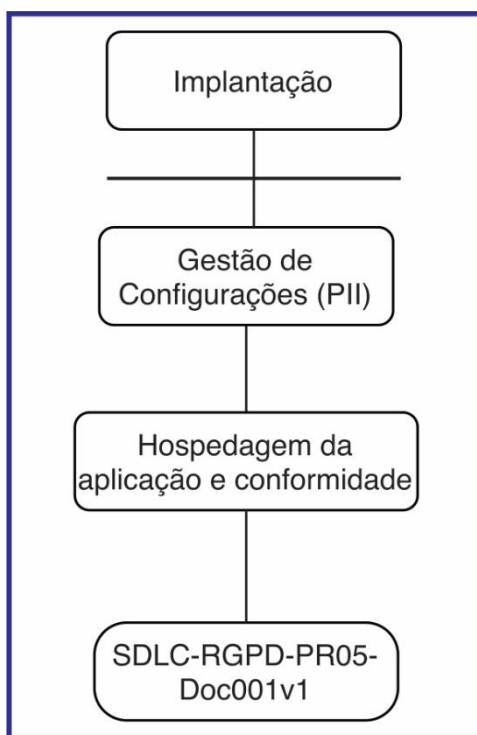 Implantação
Gestão de
Configurações (PII)
Hospedagem da
aplicação e conformidade
SDLC-RGPD-PR05-
Doc001v1